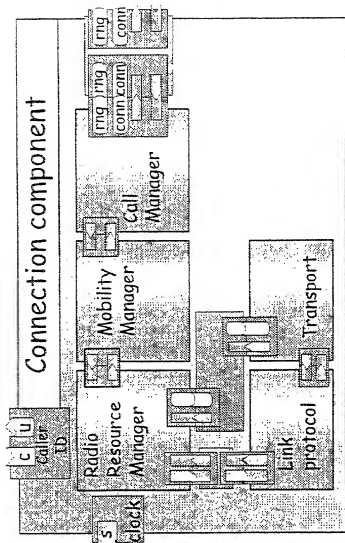 Connection component
c u
Caller
ID
s
clock
Radio
Resource
Manager
Mobility
Manager
Call
Manager
rng rng
conn conn
rng
conn
Link
protocol
Transport